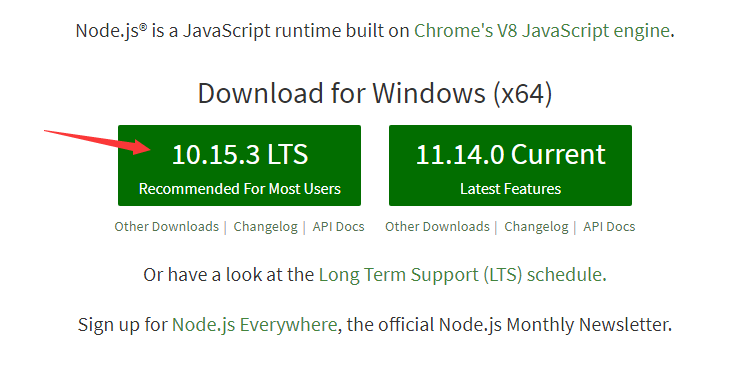 Node.js® is a JavaScript runtime built on Chrome's V8 JavaScript engine.
Download for Windows (x64)
10.15.3 LTS
Recommended For Most Users
11.14.0 Current
Latest Features
Other Downloads | Changelog | API Docs
Other Downloads | Changelog | API Docs
Or have a look at the Long Term Support (LTS) schedule.
Sign up for Node.js Everywhere, the official Node.js Monthly Newsletter.